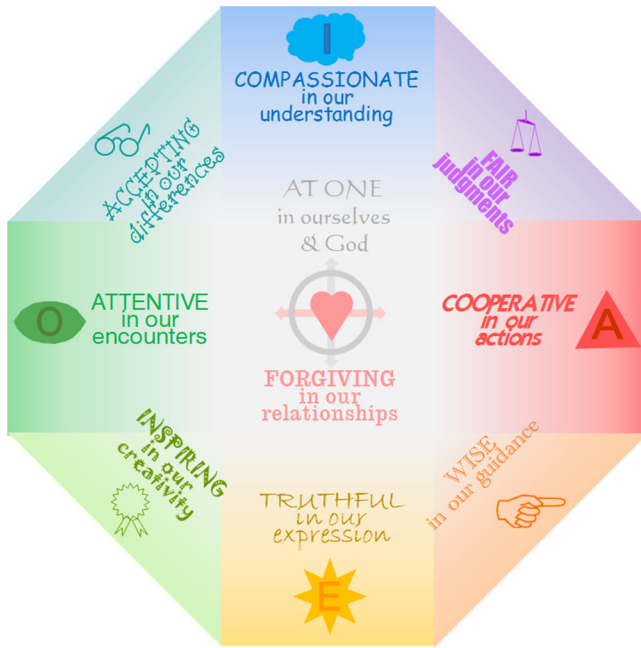 I
COMPASSIONATE
in our
understanding
ACCEPTING
in our
differences
FAIR
in our
judgments
AT ONE
in ourselves
& God
O
ATTENTIVE
in our
encounters
COOPERATIVE
in our
actions
A
FORGIVING
in our
relationships
INSPIRING
in our
creativity
WISE
in our guidance
TRUTHFUL
in our
expression
E